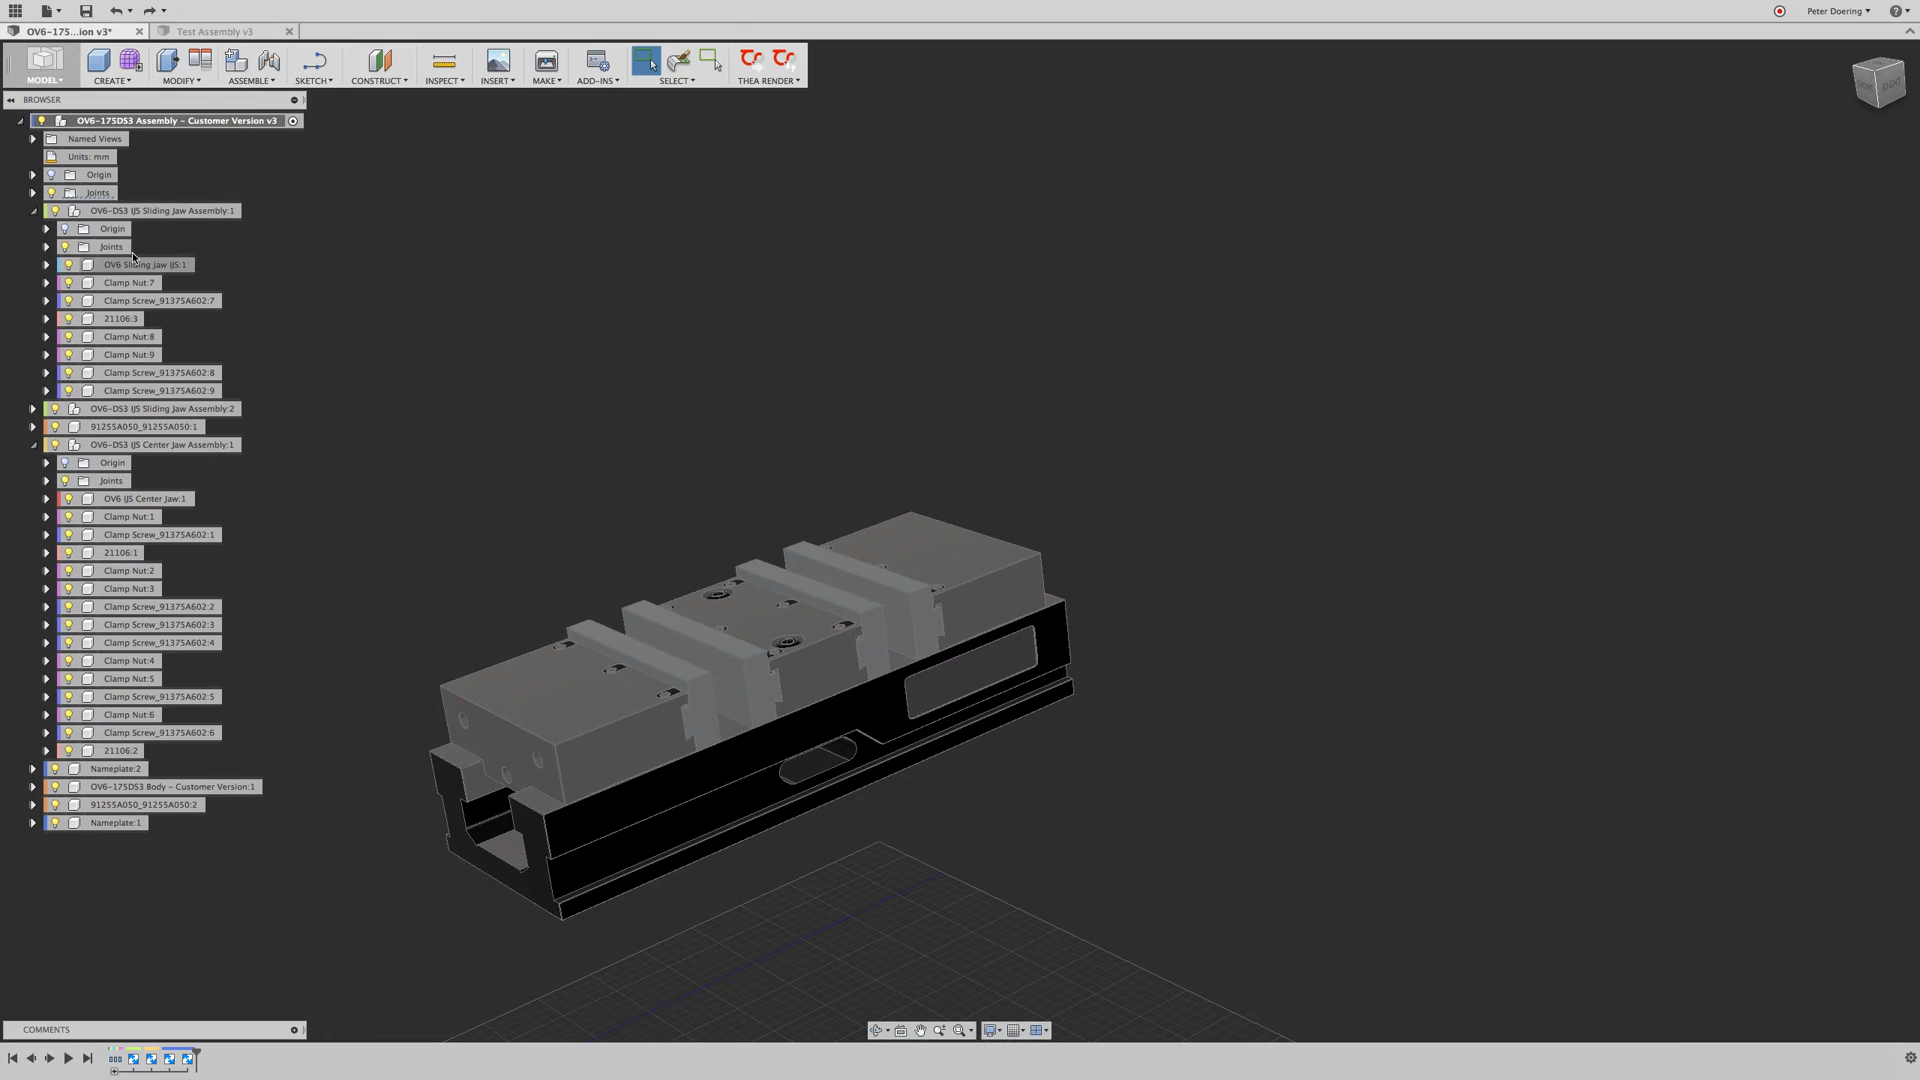 Peter Doering
OV6-175...ion v3*
Test Assembly v3
MODEL
CREATE
MODIFY
ASSEMBLE
SKETCH
CONSTRUCT
INSPECT
INSERT
MAKE
ADD-INS
SELECT
THEA RENDER
BROWSER
OV6-175DS3 Assembly - Customer Version v3
Named Views
Units: mm
Origin
Joints
OV6-DS3 IJS Sliding Jaw Assembly:1
Origin
Joints
OV6 Sliding Jaw IJS:1
Clamp Nut:7
Clamp Screw_91375A602:7
21106:3
Clamp Nut:8
Clamp Nut:9
Clamp Screw_91375A602:8
Clamp Screw_91375A602:9
OV6-DS3 IJS Sliding Jaw Assembly:2
91255A050_91255A050:1
OV6-DS3 IJS Center Jaw Assembly:1
Origin
Joints
OV6 IJS Center Jaw:1
Clamp Nut:1
Clamp Screw_91375A602:1
21106:1
Clamp Nut:2
Clamp Nut:3
Clamp Screw_91375A602:2
Clamp Screw_91375A602:3
Clamp Screw_91375A602:4
Clamp Nut:4
Clamp Nut:5
Clamp Screw_91375A602:5
Clamp Nut:6
Clamp Screw_91375A602:6
21106:2
Nameplate:2
OV6-175DS3 Body - Customer Version:1
91255A050_91255A050:2
Nameplate:1
RIGHT
COMMENTS